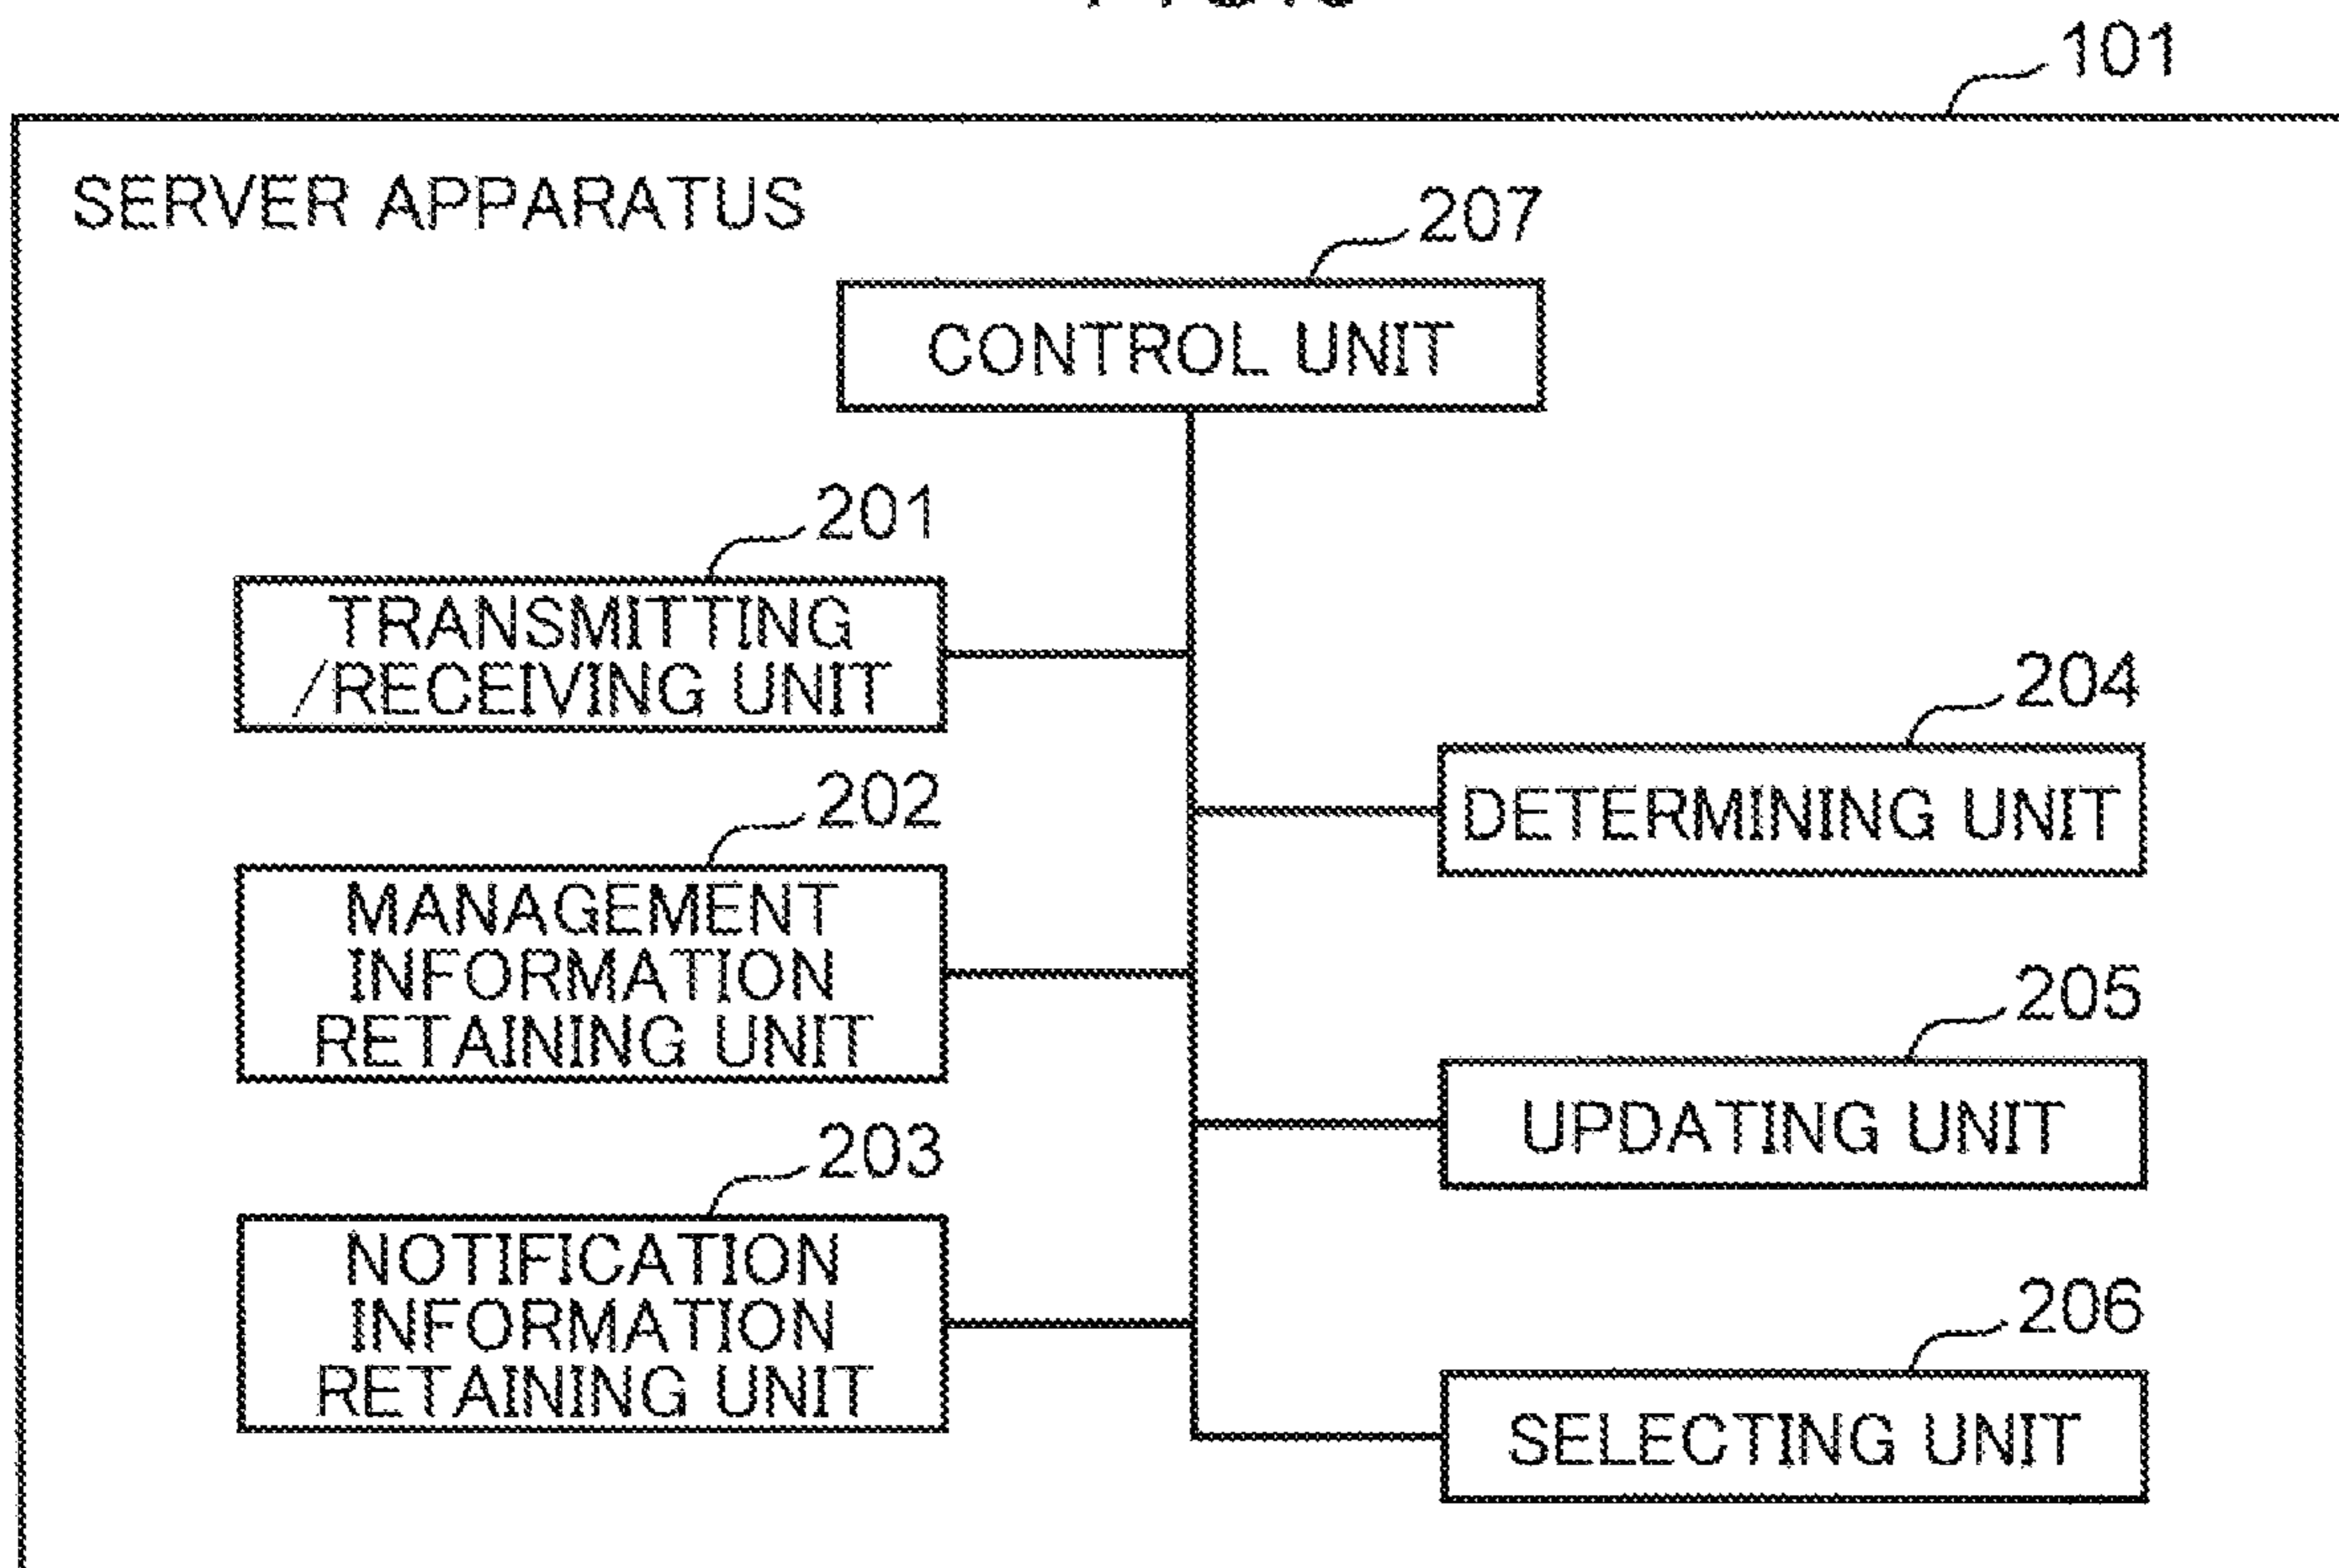 101
SERVER APPARATUS
207
CONTROL UNIT
201
TRANSMITTING
/RECEIVING UNIT
204
DETERMINING UNIT
202
MANAGEMENT
INFORMATION
RETAINING UNIT
205
UPDATING UNIT
203
NOTIFICATION
INFORMATION
RETAINING UNIT
206
SELECTING UNIT